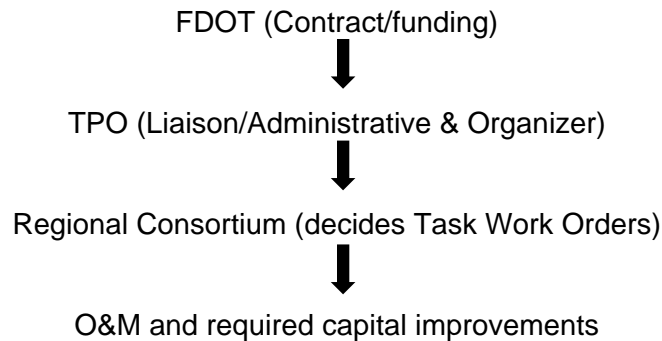 FDOT (Contract/funding)
TPO (Liaison/Administrative & Organizer)
Regional Consortium (decides Task Work Orders)
O&M and required capital improvements